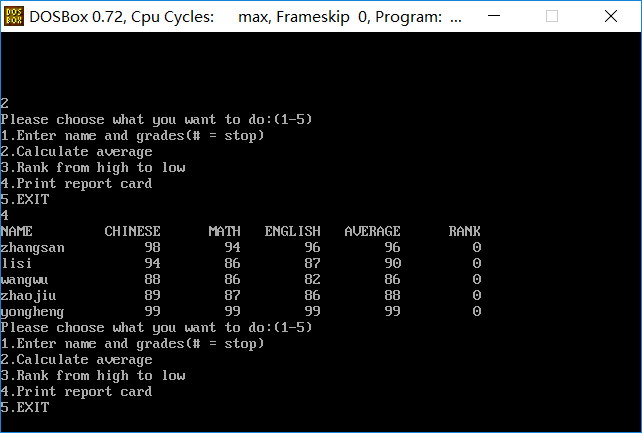 DOS BOX DOSBox 0.72, Cpu Cycles: max, Frameskip 0, Program: ...
2
Please choose what you want to do:(1-5)
1.Enter name and grades(# = stop)
2.Calculate average
3.Rank from high to low
4.Print report card
5.EXIT
4
NAME CHINESE MATH ENGLISH AVERAGE RANK
zhangsan 98 94 96 96 0
lisi 94 86 87 90 0
wangwu 88 86 82 86 0
zhaojiu 89 87 86 88 0
yongheng 99 99 99 99 0
Please choose what you want to do:(1-5)
1.Enter name and grades(# = stop)
2.Calculate average
3.Rank from high to low
4.Print report card
5.EXIT